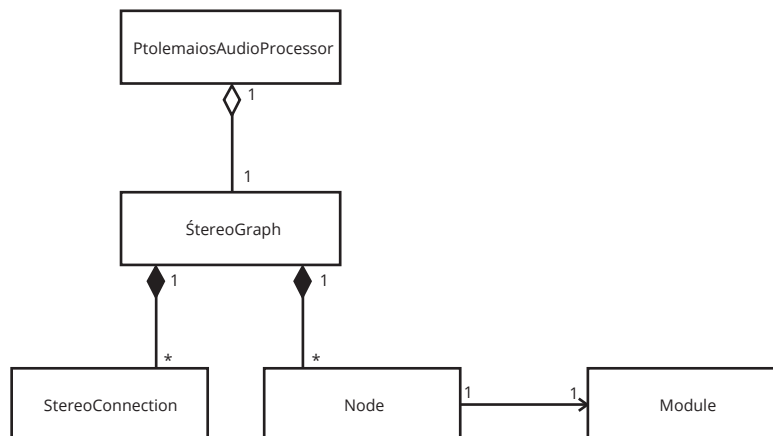 PtolemaiosAudioProcessor
1
1
ŚtereoGraph
1
1
*
*
StereoConnection
Node
1
1
Module